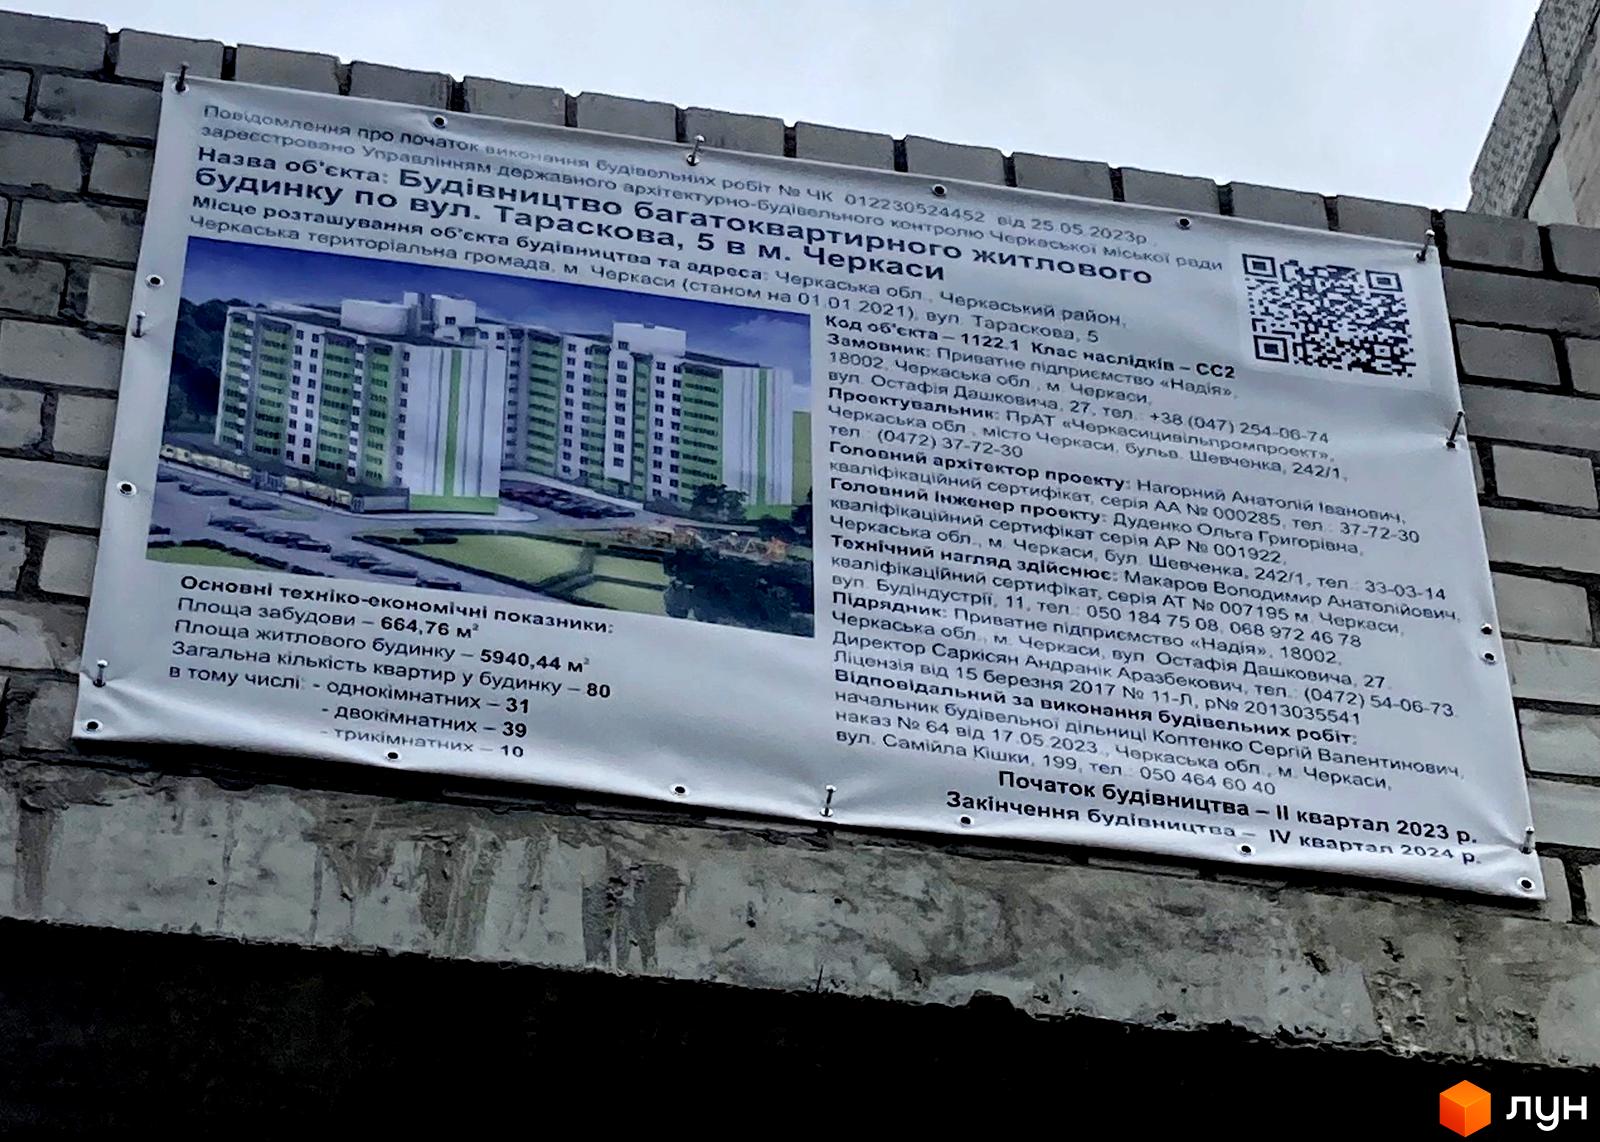 Повідомлення про початок виконання будівельних робіт № ЧК 012230524452 від 25.05.2023р.,
зареєстровано Управлінням державного архітектурно-будівельного контролю Черкаської міської ради
Назва об'єкта: Будівництво багатоквартирного житлового
будинку по вул. Тараскова, 5 в м. Черкаси
Місце розташування об'єкта будівництва та адреса: Черкаська обл., Черкаський район,
Черкаська територіальна громада, м. Черкаси (станом на 01.01.2021), вул. Тараскова, 5
Код об'єкта – 1122.1 Клас наслідків – СС2
Замовник: Приватне підприємство «Надія»,
18002, Черкаська обл., м. Черкаси,
вул. Остафія Дашковича, 27, тел.: +38 (047) 254-06-74
Проектувальник: ПрАТ «Черкасицивільпромпроект»,
Черкаська обл., місто Черкаси, бульв. Шевченка, 242/1,
тел.: (0472) 37-72-30
Головний архітектор проекту: Нагорний Анатолій Іванович,
кваліфікаційний сертифікат, серія АА № 000285, тел.: 37-72-30
Головний інженер проекту: Дуденко Ольга Григорівна,
кваліфікаційний сертифікат серія АР № 001922,
Черкаська обл., м. Черкаси, бул. Шевченка, 242/1, тел.: 33-03-14
Технічний нагляд здійснює: Макаров Володимир Анатолійович,
кваліфікаційний сертифікат, серія АТ № 007195 м. Черкаси,
вул. Будіндустрії, 11, тел.: 050 184 75 08, 068 972 46 78
Підрядник: Приватне підприємство «Надія», 18002,
Черкаська обл., м. Черкаси, вул. Остафія Дашковича, 27.
Директор Саркісян Андранік Аразбекович, тел.: (0472) 54-06-73.
Ліцензія від 15 березня 2017 № 11-Л, р№ 2013035541
Відповідальний за виконання будівельних робіт:
начальник будівельної дільниці Коптенко Сергій Валентинович,
наказ № 64 від 17.05.2023., Черкаська обл., м. Черкаси,
вул. Самійла Кішки, 199, тел.: 050 464 60 40
Початок будівництва – ІІ квартал 2023 р.
Закінчення будівництва – ІV квартал 2024 р.
Основні техніко-економічні показники:
Площа забудови – 664,76 м²
Площа житлового будинку – 5940,44 м²
Загальна кількість квартир у будинку – 80
в тому числі: - однокімнатних – 31
- двокімнатних – 39
- трикімнатних – 10
лун